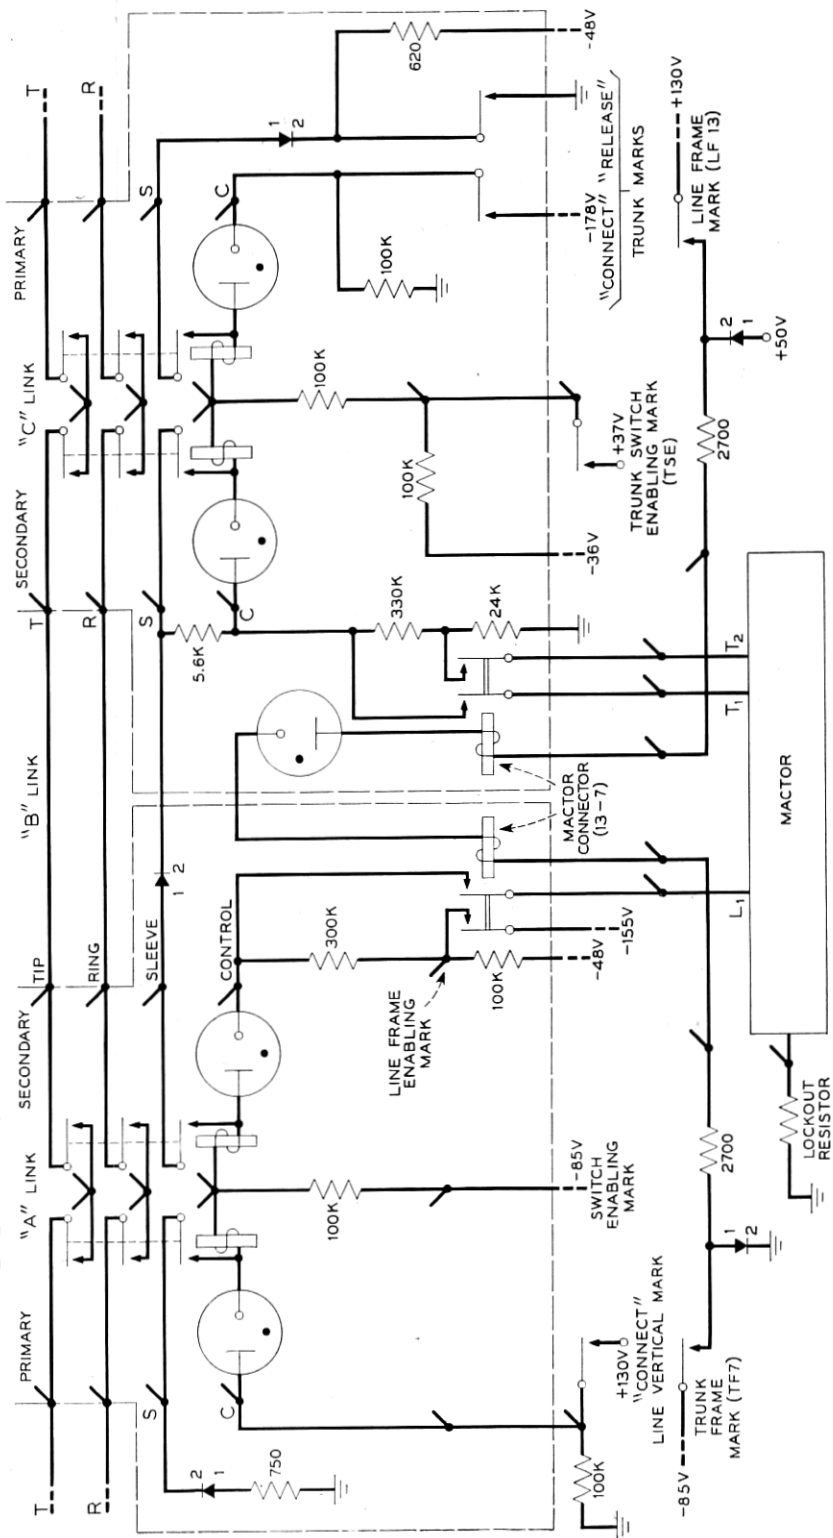 T
R
PRIMARY
"A" LINK
SECONDARY
TIP
RING
SLEEVE
CONTROL
"B" LINK
T
R
S
C
SECONDARY
"C" LINK
PRIMARY
T
R
S
C
S
C
2
1
750
100K
-85V
SWITCH
ENABLING
MARK
LINE FRAME
ENABLING
MARK
300K
100K
-48V
-155V
1
2
5.6K
330K
24K
MACTOR
CONNECTOR
(13-7)
100K
100K
-36V
+37V
TRUNK SWITCH
ENABLING MARK
(TSE)
100K
1
2
620
-48V
-178V
"CONNECT" "RELEASE"
TRUNK MARKS
100K
+130V
"CONNECT"
LINE VERTICAL MARK
-85V
TRUNK
FRAME
MARK (TF7)
1
2
2700
LOCKOUT
RESISTOR
L1
MACTOR
T1
T2
2700
2
1
+50V
+130V
LINE FRAME
MARK (LF 13)